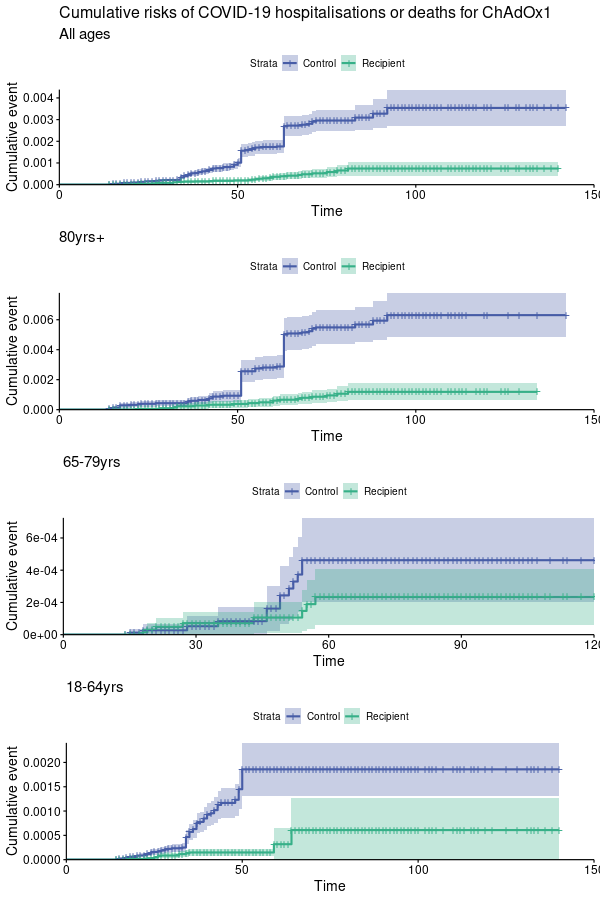 Cumulative risks of COVID-19 hospitalisations or deaths for ChAdOx1
All ages
Strata Control Recipient
Cumulative event
0.004
0.003
0.002
0.001
0.000
0 50 100 150
Time
80yrs+
Strata Control Recipient
Cumulative event
0.006
0.004
0.002
0.000
0 50 100 150
Time
65-79yrs
Strata Control Recipient
Cumulative event
6e-04
4e-04
2e-04
0e+00
0 30 60 90 120
Time
18-64yrs
Strata Control Recipient
Cumulative event
0.0020
0.0015
0.0010
0.0005
0.0000
0 50 100 150
Time